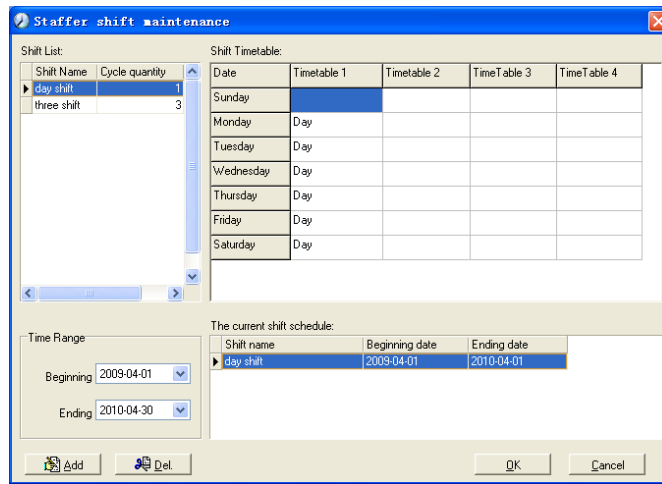 Staffer shift maintenance
Shift List:
Shift Name Cycle quantity
day shift 1
three shift 3
Shift Timetable:
Date Timetable 1 Timetable 2 TimeTable 3 TimeTable 4
Sunday
Monday Day
Tuesday Day
Wednesday Day
Thursday Day
Friday Day
Saturday Day
Time Range
Beginning 2009-04-01
Ending 2010-04-30
The current shift schedule:
Shift name Beginning date Ending date
day shift 2009-04-01 2010-04-01
Add Del. OK Cancel